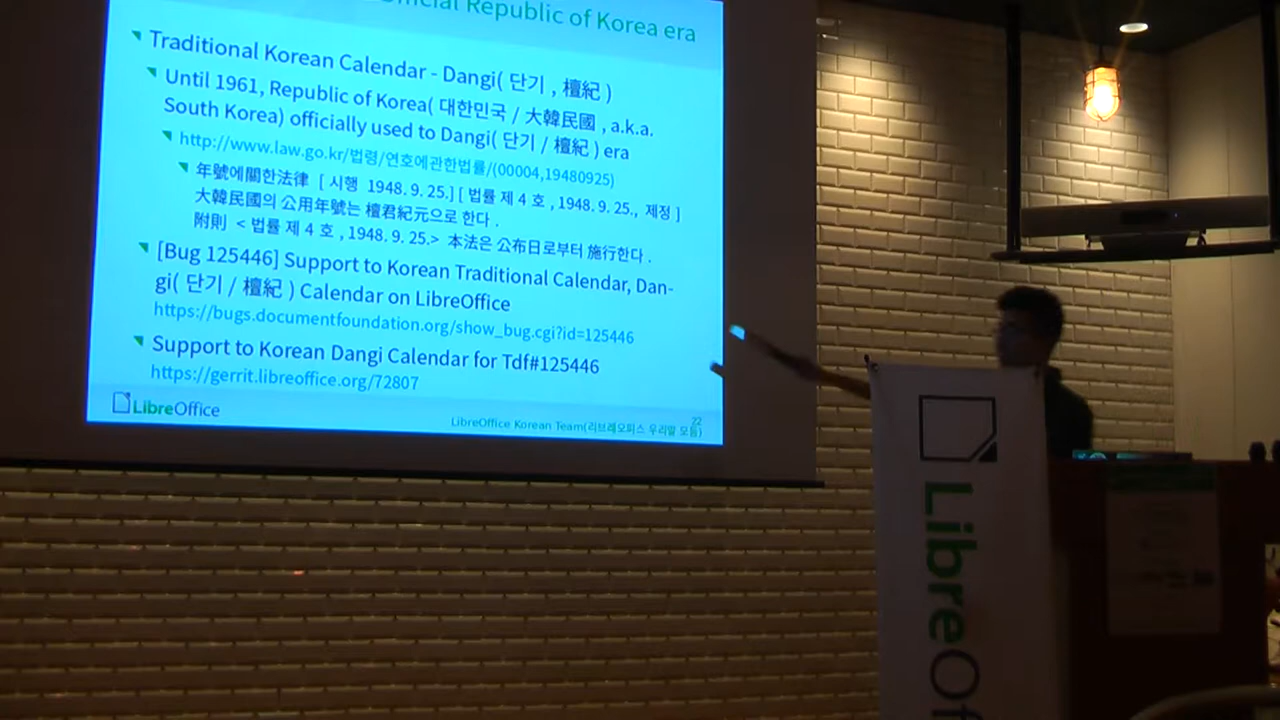 Official Republic of Korea era
Traditional Korean Calendar - Dangi( 단기 , 檀紀 )
Until 1961, Republic of Korea( 대한민국 / 大韓民國 , a.k.a.
South Korea) officially used to Dangi( 단기 / 檀紀 ) era
http://www.law.go.kr/법령/연호에관한법률/(00004,19480925)
年號에關한法律 [ 시행 1948. 9. 25.] [ 법률 제 4 호 , 1948. 9. 25., 제정 ]
大韓民國의 公用年號는 檀君紀元으로 한다 .
附則 < 법률 제 4 호 , 1948. 9. 25.> 本法은 公布日로부터 施行한다 .
[Bug 125446] Support to Korean Traditional Calendar, Dan-
gi( 단기 / 檀紀 ) Calendar on LibreOffice
https://bugs.documentfoundation.org/show_bug.cgi?id=125446
Support to Korean Dangi Calendar for Tdf#125446
https://gerrit.libreoffice.org/72807
LibreOffice
22
LibreOffice Korean Team(리브레오피스 우리말 모둠)
LibreOf